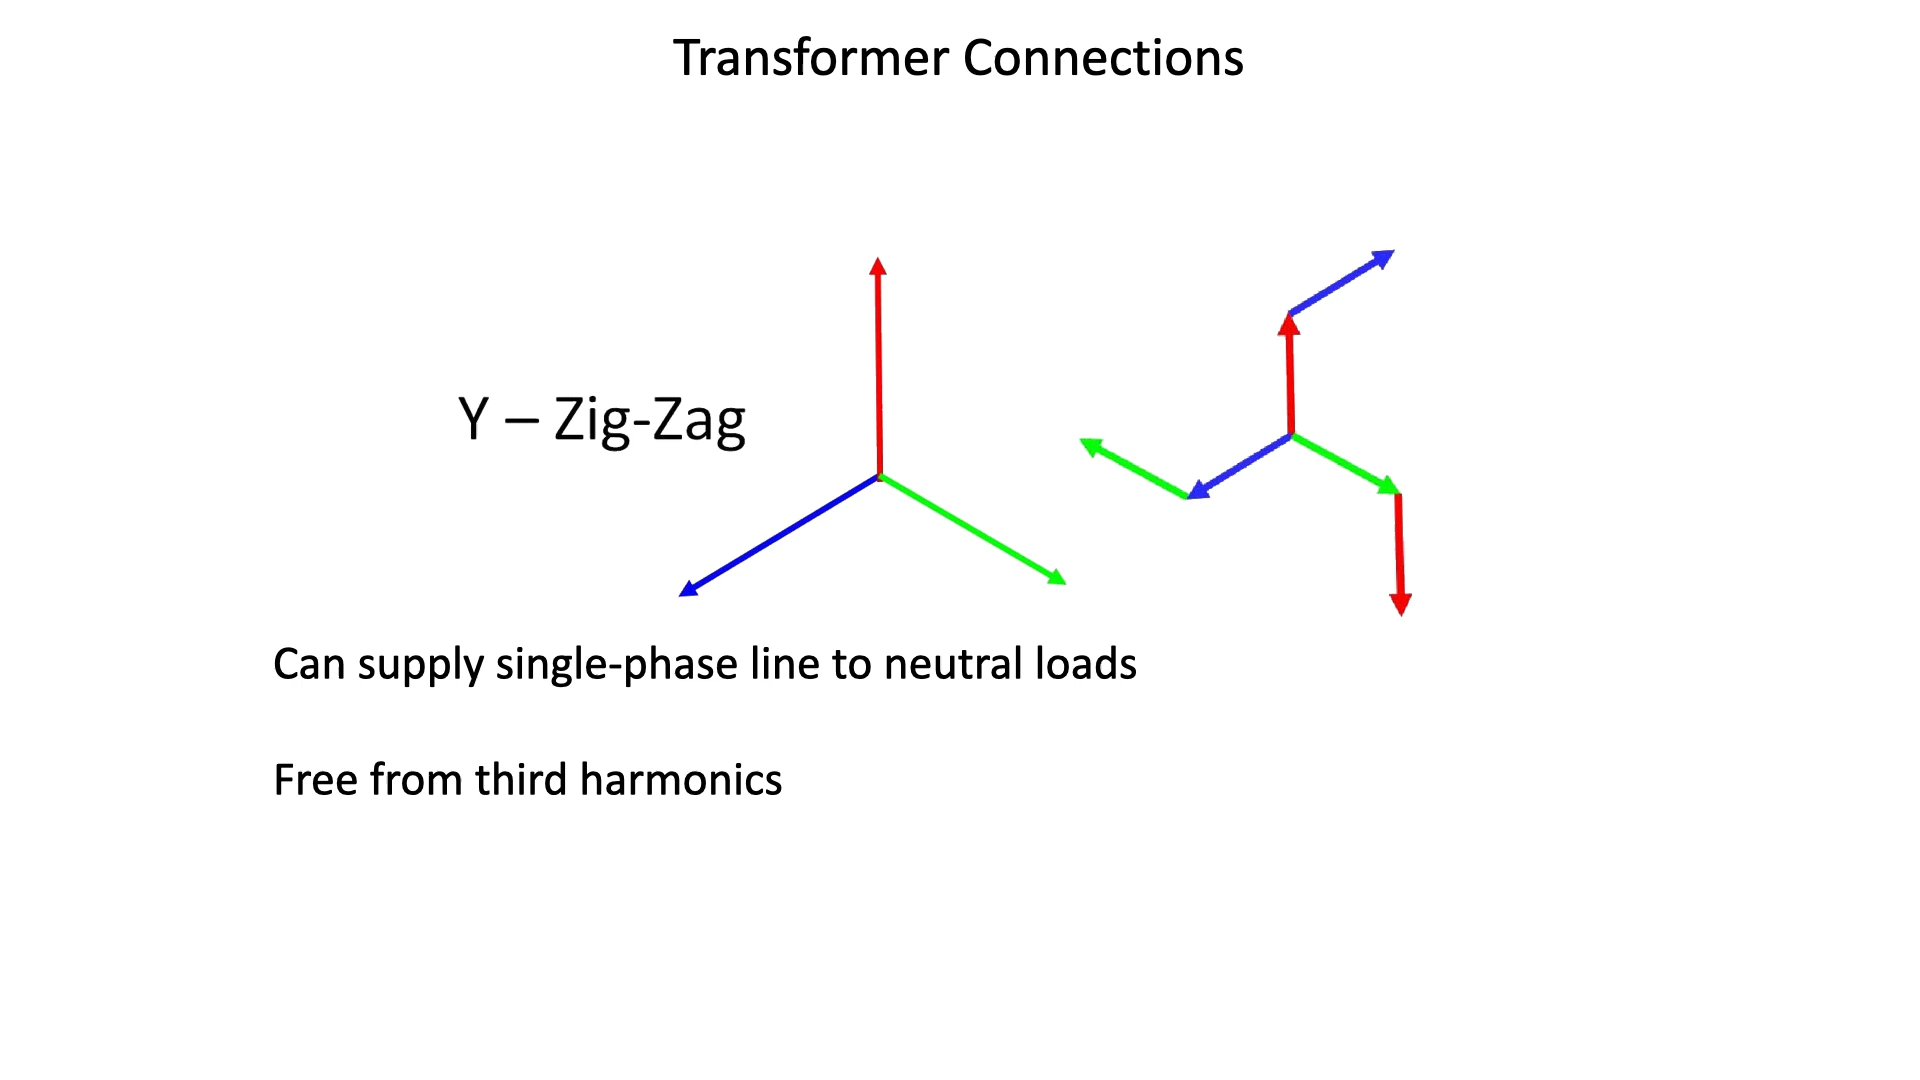 Transformer Connections
Y – Zig-Zag
Can supply single-phase line to neutral loads
Free from third harmonics